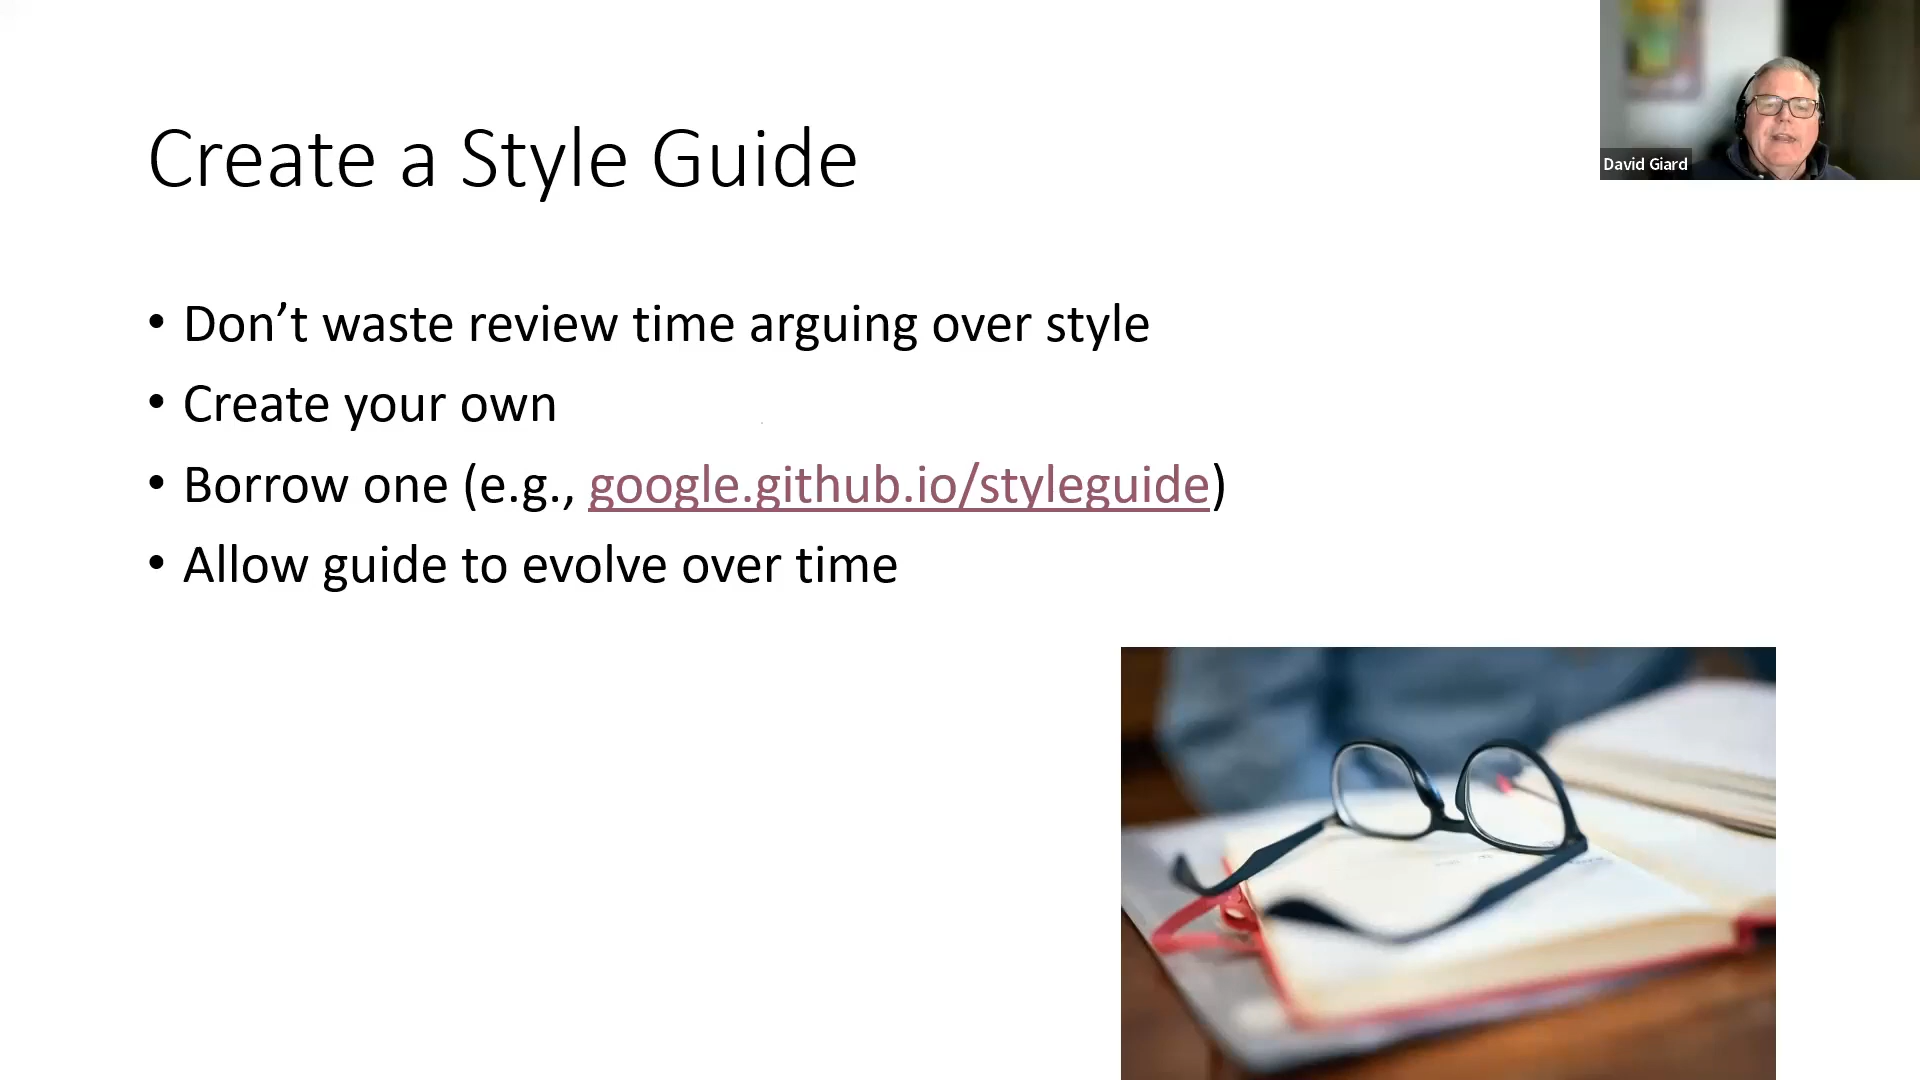 Create a Style Guide
David Giard
• Don’t waste review time arguing over style
• Create your own
• Borrow one (e.g., google.github.io/styleguide)
• Allow guide to evolve over time